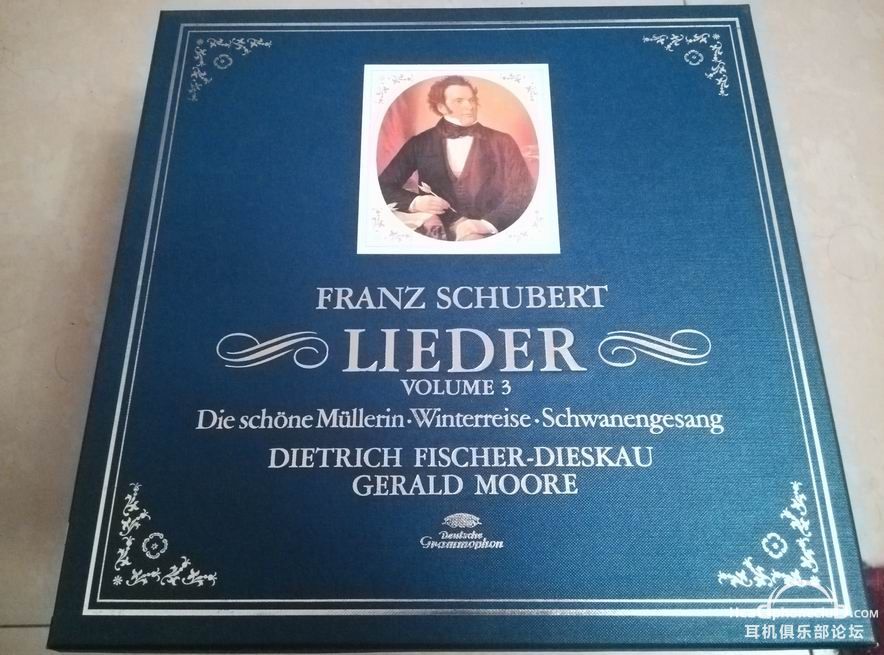 FRANZ SCHUBERT
LIEDER
VOLUME 3
Die schöne Müllerin·Winterreise·Schwanengesang
DIETRICH FISCHER-DIESKAU
GERALD MOORE
Deutsche
Grammophon
耳机俱乐部论坛